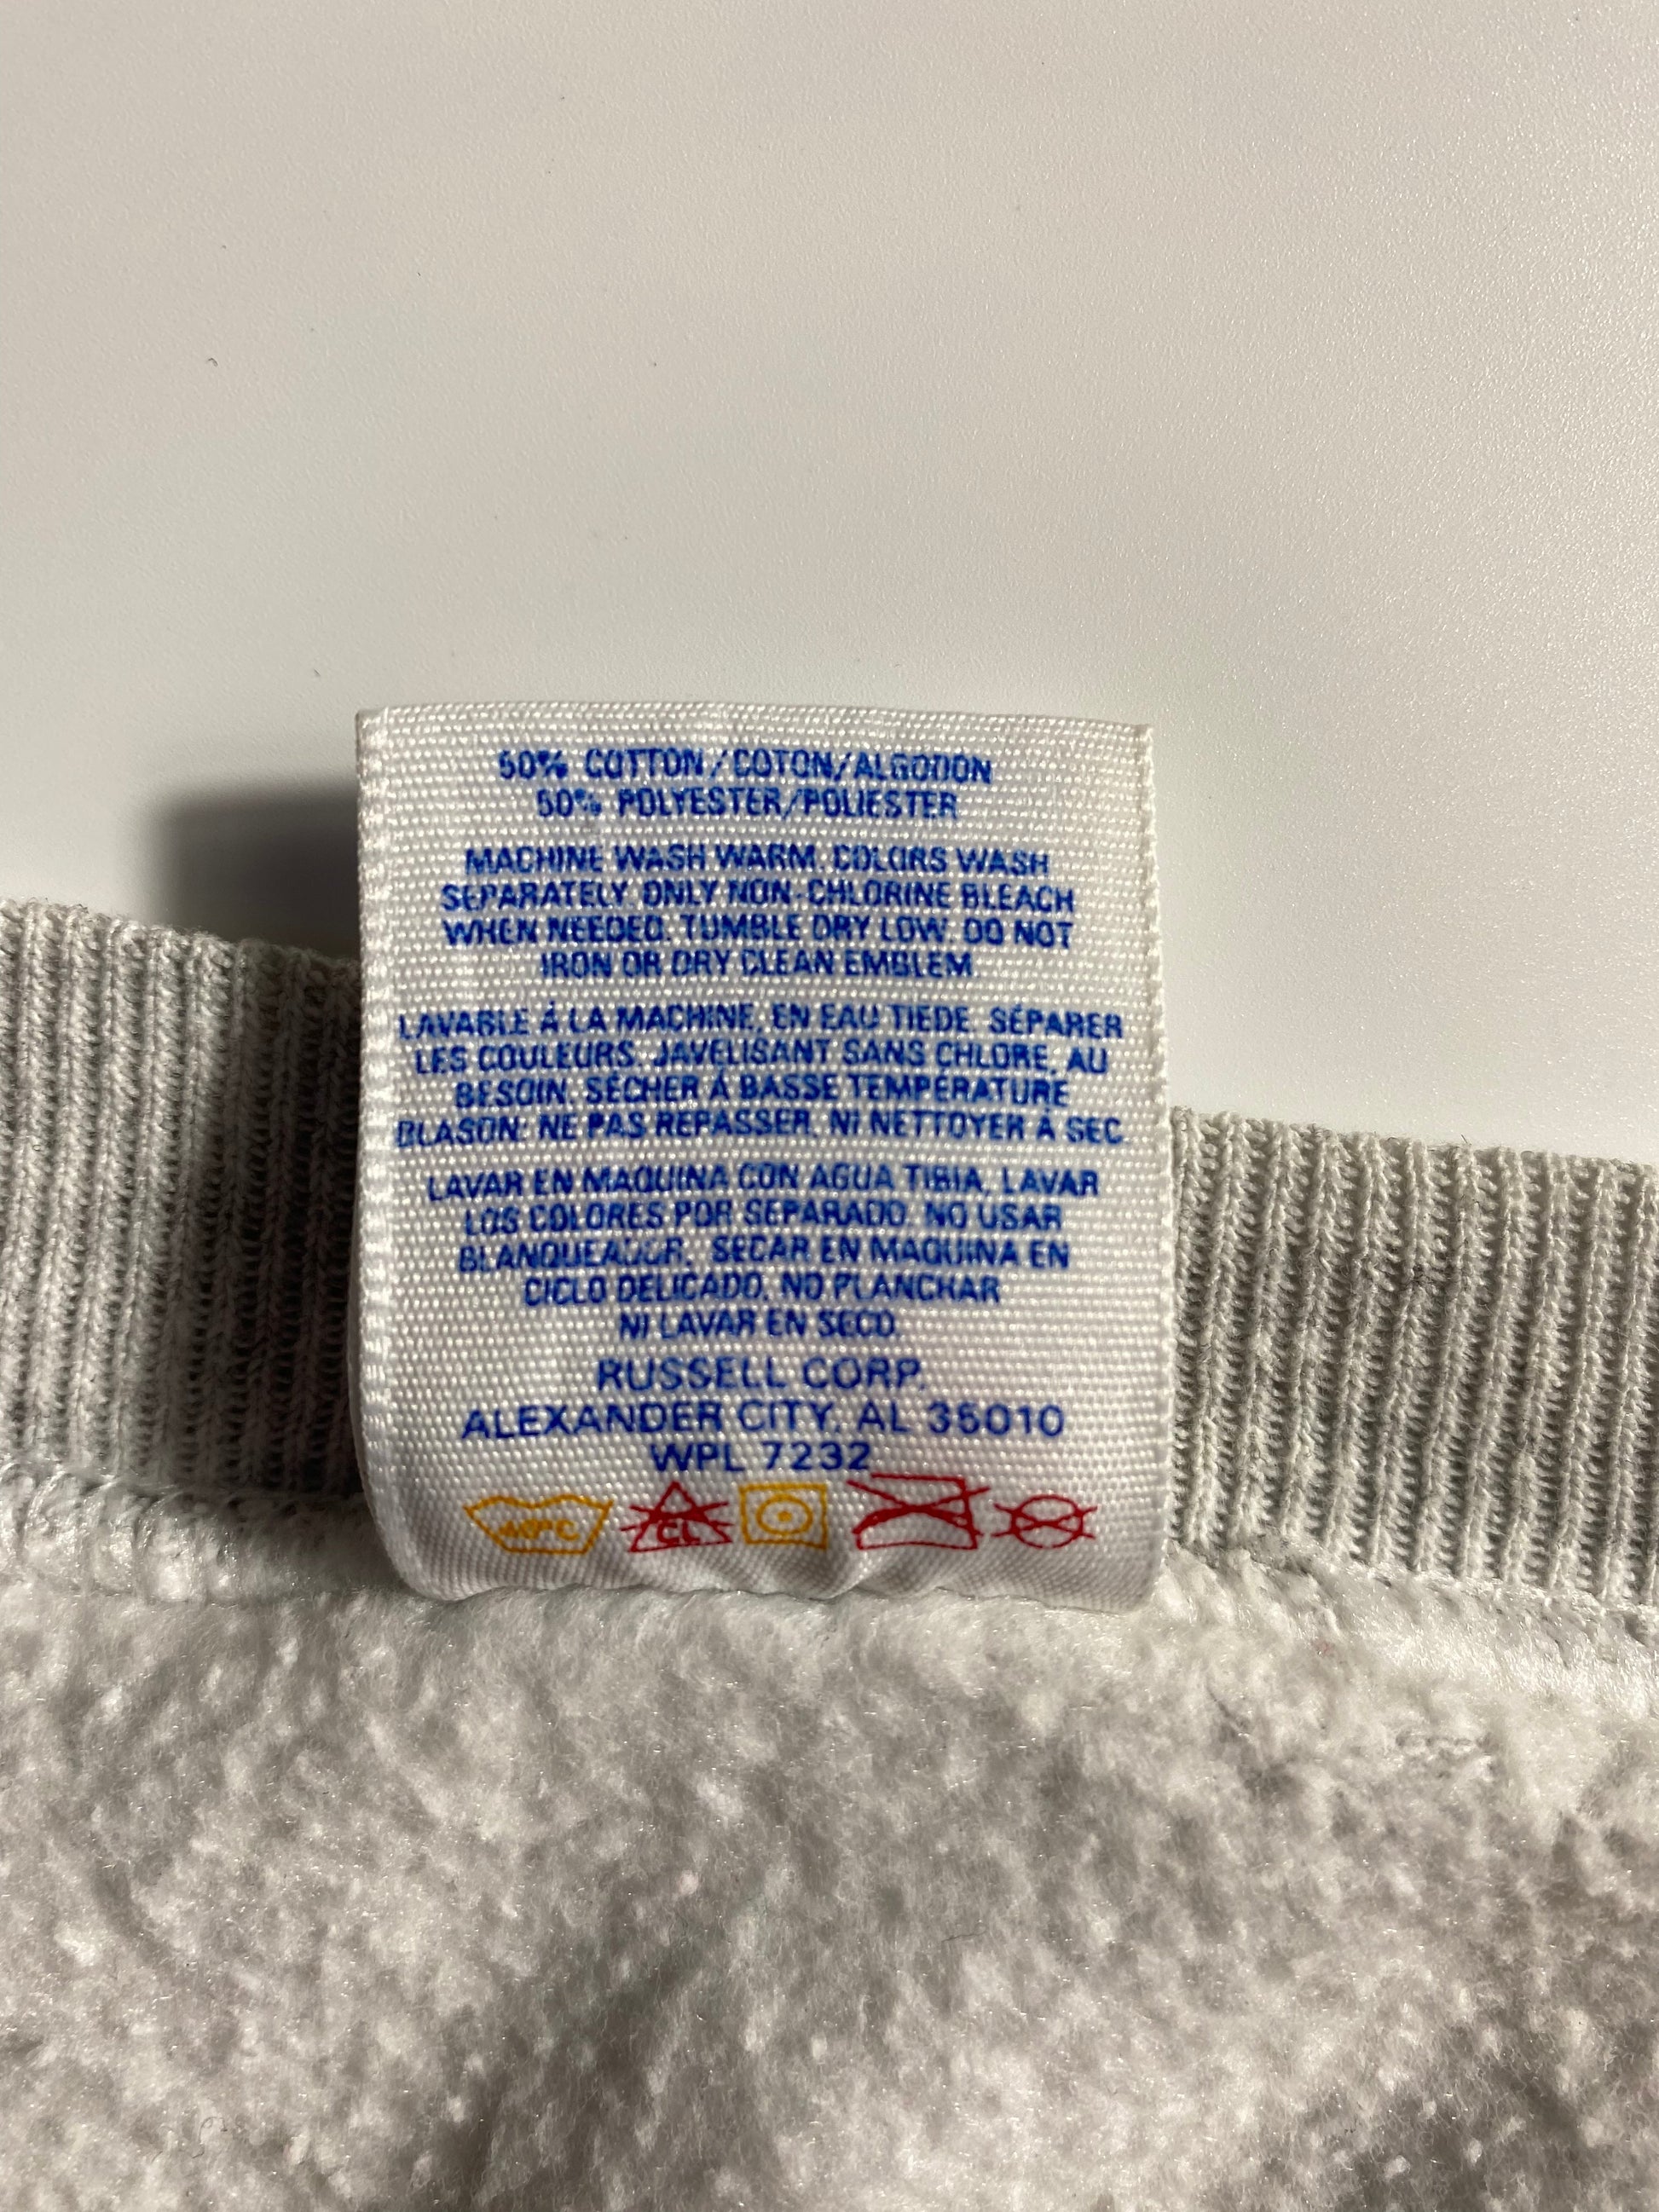 50% COTTON/COTON/ALGODON
50% POLYESTER/POLIESTER
MACHINE WASH WARM. COLORS WASH
SEPARATELY. ONLY NON-CHLORINE BLEACH
WHEN NEEDED. TUMBLE DRY LOW. DO NOT
IRON OR DRY CLEAN EMBLEM
LAVABLE À LA MACHINE, EN EAU TIEDE. SÉPARER
LES COULEURS. JAVELISANT SANS CHLORE, AU
BESOIN. SÉCHER À BASSE TEMPÉRATURE
BLASON: NE PAS REPASSER, NI NETTOYER À SEC
LAVAR EN MAQUINA CON AGUA TIBIA, LAVAR
LOS COLORES POR SEPARADO. NO USAR
BLANQUEADOR. SECAR EN MAQUINA EN
CICLO DELICADO. NO PLANCHAR
NI LAVAR EN SECO.
RUSSELL CORP.
ALEXANDER CITY, AL 35010
WPL 7232
40°C CL